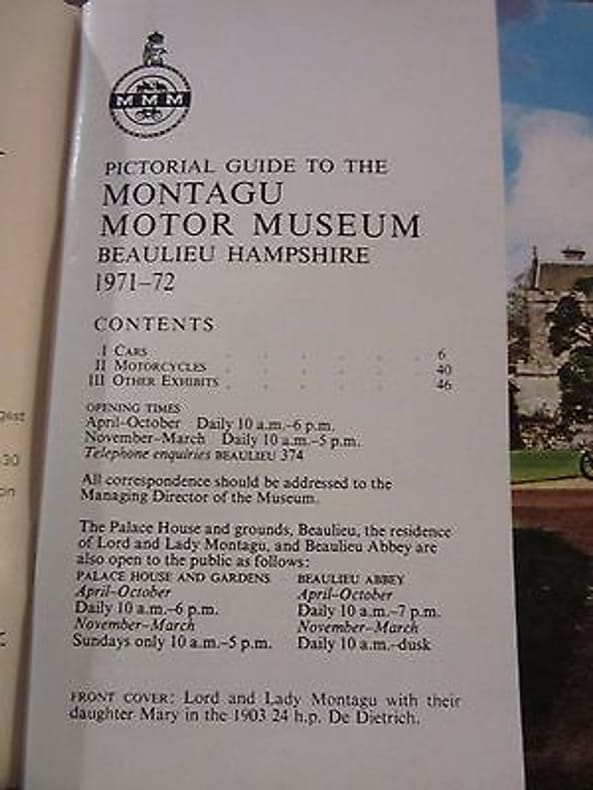 MMM
PICTORIAL GUIDE TO THE
MONTAGU
MOTOR MUSEUM
BEAULIEU HAMPSHIRE
1971–72
CONTENTS
I CARS . . . . . . 6
II MOTORCYCLES . . . . . . 40
III OTHER EXHIBITS . . . . . . . 46
OPENING TIMES
April–October Daily 10 a.m.–6 p.m.
November–March Daily 10 a.m.–5 p.m.
Telephone enquiries BEAULIEU 374
All correspondence should be addressed to the
Managing Director of the Museum.
The Palace House and grounds, Beaulieu, the residence
of Lord and Lady Montagu, and Beaulieu Abbey are
also open to the public as follows:
PALACE HOUSE AND GARDENS BEAULIEU ABBEY
April–October April–October
Daily 10 a.m.–6 p.m. Daily 10 a.m.–7 p.m.
November–March November–March
Sundays only 10 a.m.–5 p.m. Daily 10 a.m.–dusk
FRONT COVER: Lord and Lady Montagu with their
daughter Mary in the 1903 24 h.p. De Dietrich.